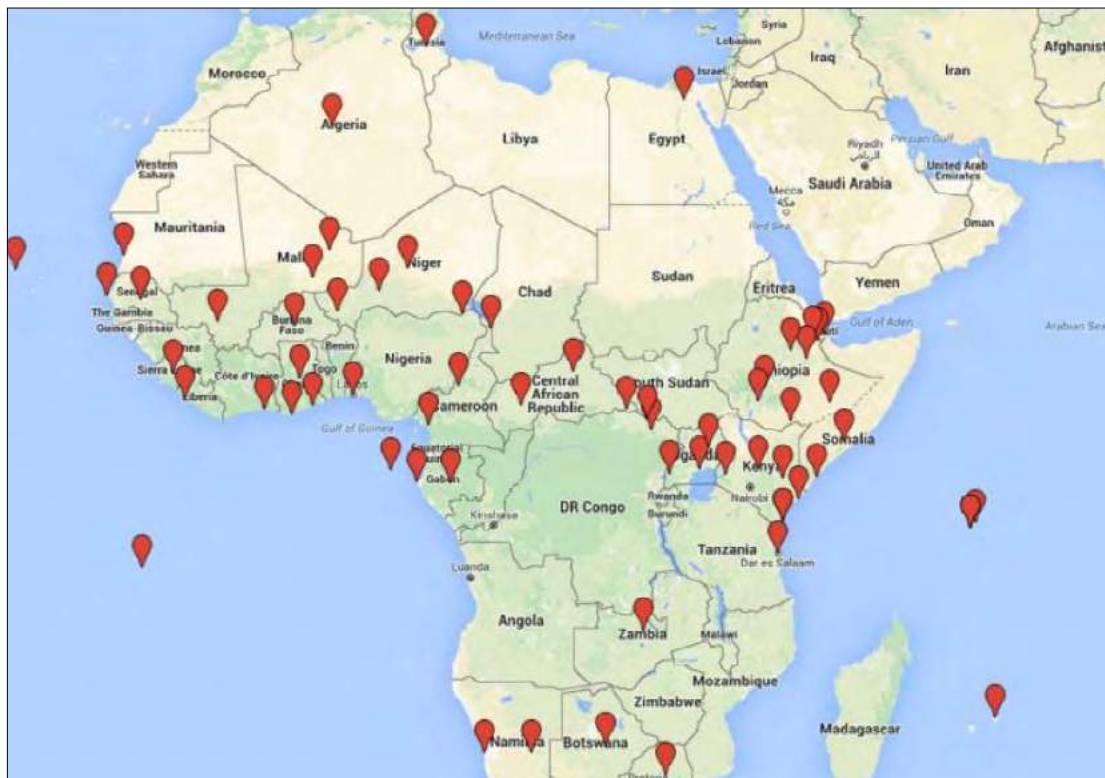 Tunisia
Mediterranean Sea
Syria
Lebanon
Afghanist
Morocco
Israel
Iraq
Iran
Jordan
Algeria
Libya
Egypt
Persian Gulf
Western
Sahara
Riyadh
الرياض
United Arab
Emirates
Mecca
مكة
Saudi Arabia
Oman
Mauritania
Red Sea
Mali
Niger
Sudan
Eritrea
Yemen
Senegal
Chad
The Gambia
Gulf of Aden
Arabian Sea
Guinea-Bissau
Burkina
Faso
Benin
Nigeria
Sierra
Côte d'Ivoire
Togo
Lagos
Central
African
Republic
South Sudan
Ethiopia
Liberia
Cameroon
Gulf of Guinea
Somalia
Equatorial
Uganda
Kenya
Gabon
Nairobi
DR Congo
Rwanda
Burundi
Kinshasa
Tanzania
Dar es Salaam
Luanda
Angola
Zambia
Malawi
Mozambique
Zimbabwe
Madagascar
Namibia
Botswana